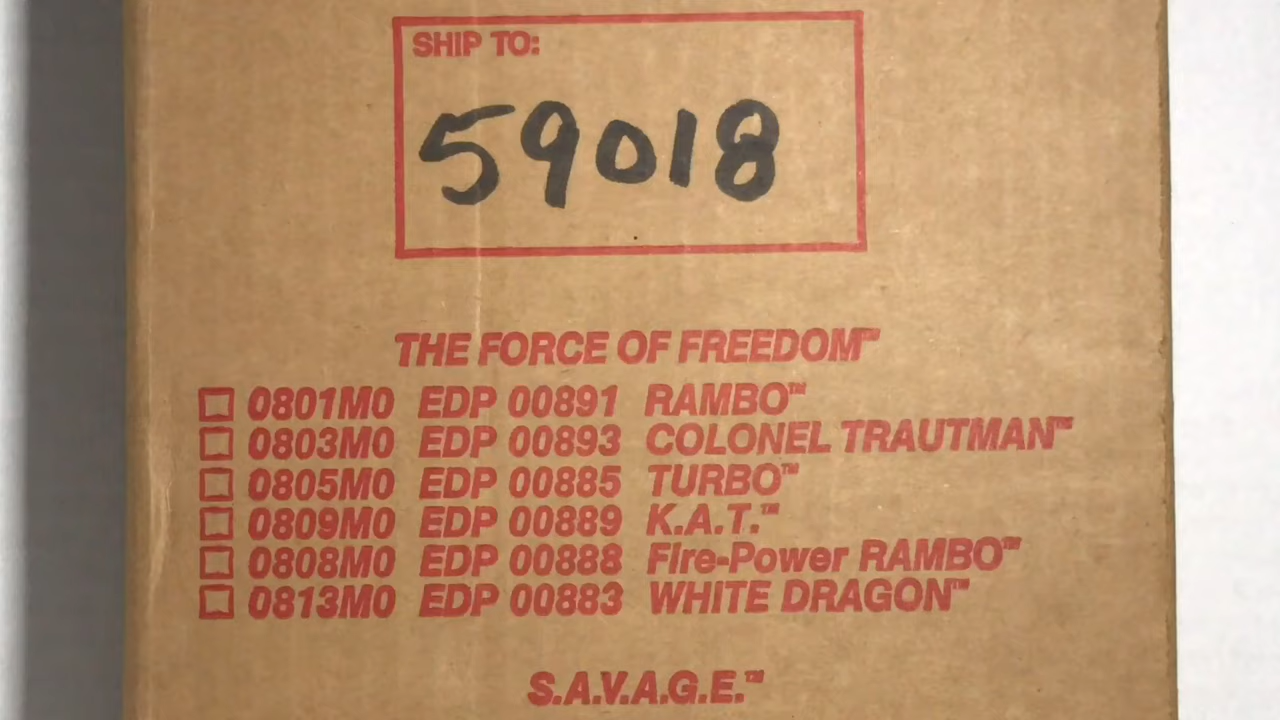 SHIP TO:
59018
THE FORCE OF FREEDOM™
0801M0 EDP 00891 RAMBO™
0803M0 EDP 00893 COLONEL TRAUTMAN™
0805M0 EDP 00885 TURBO™
0809M0 EDP 00889 K.A.T.™
0808M0 EDP 00888 Fire-Power RAMBO™
0813M0 EDP 00883 WHITE DRAGON™
S.A.V.A.G.E.™